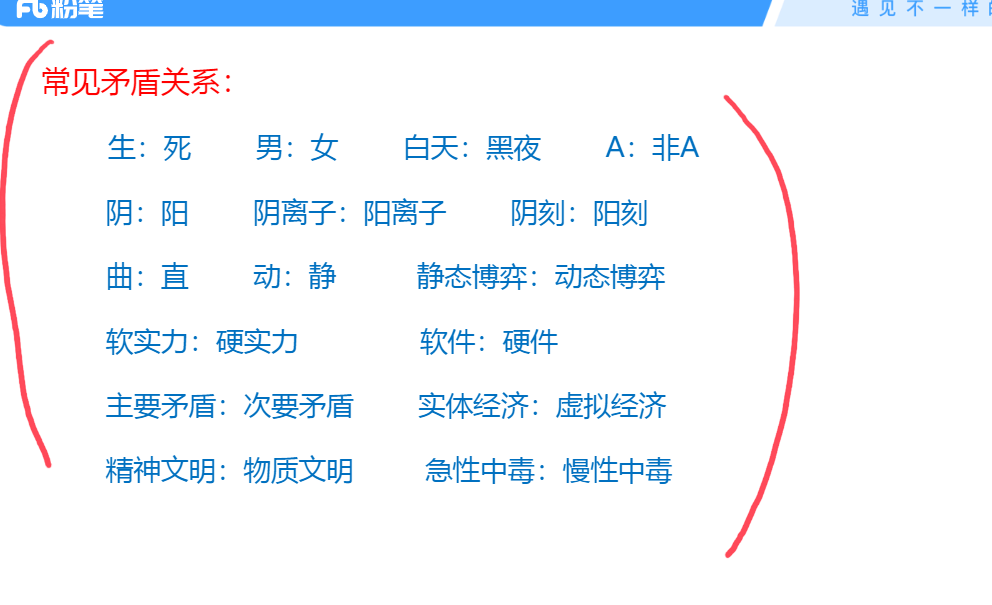 粉笔
遇见不一样
常见矛盾关系：
生：死 男：女 白天：黑夜 A：非A
阴：阳 阴离子：阳离子 阴刻：阳刻
曲：直 动：静 静态博弈：动态博弈
软实力：硬实力 软件：硬件
主要矛盾：次要矛盾 实体经济：虚拟经济
精神文明：物质文明 急性中毒：慢性中毒